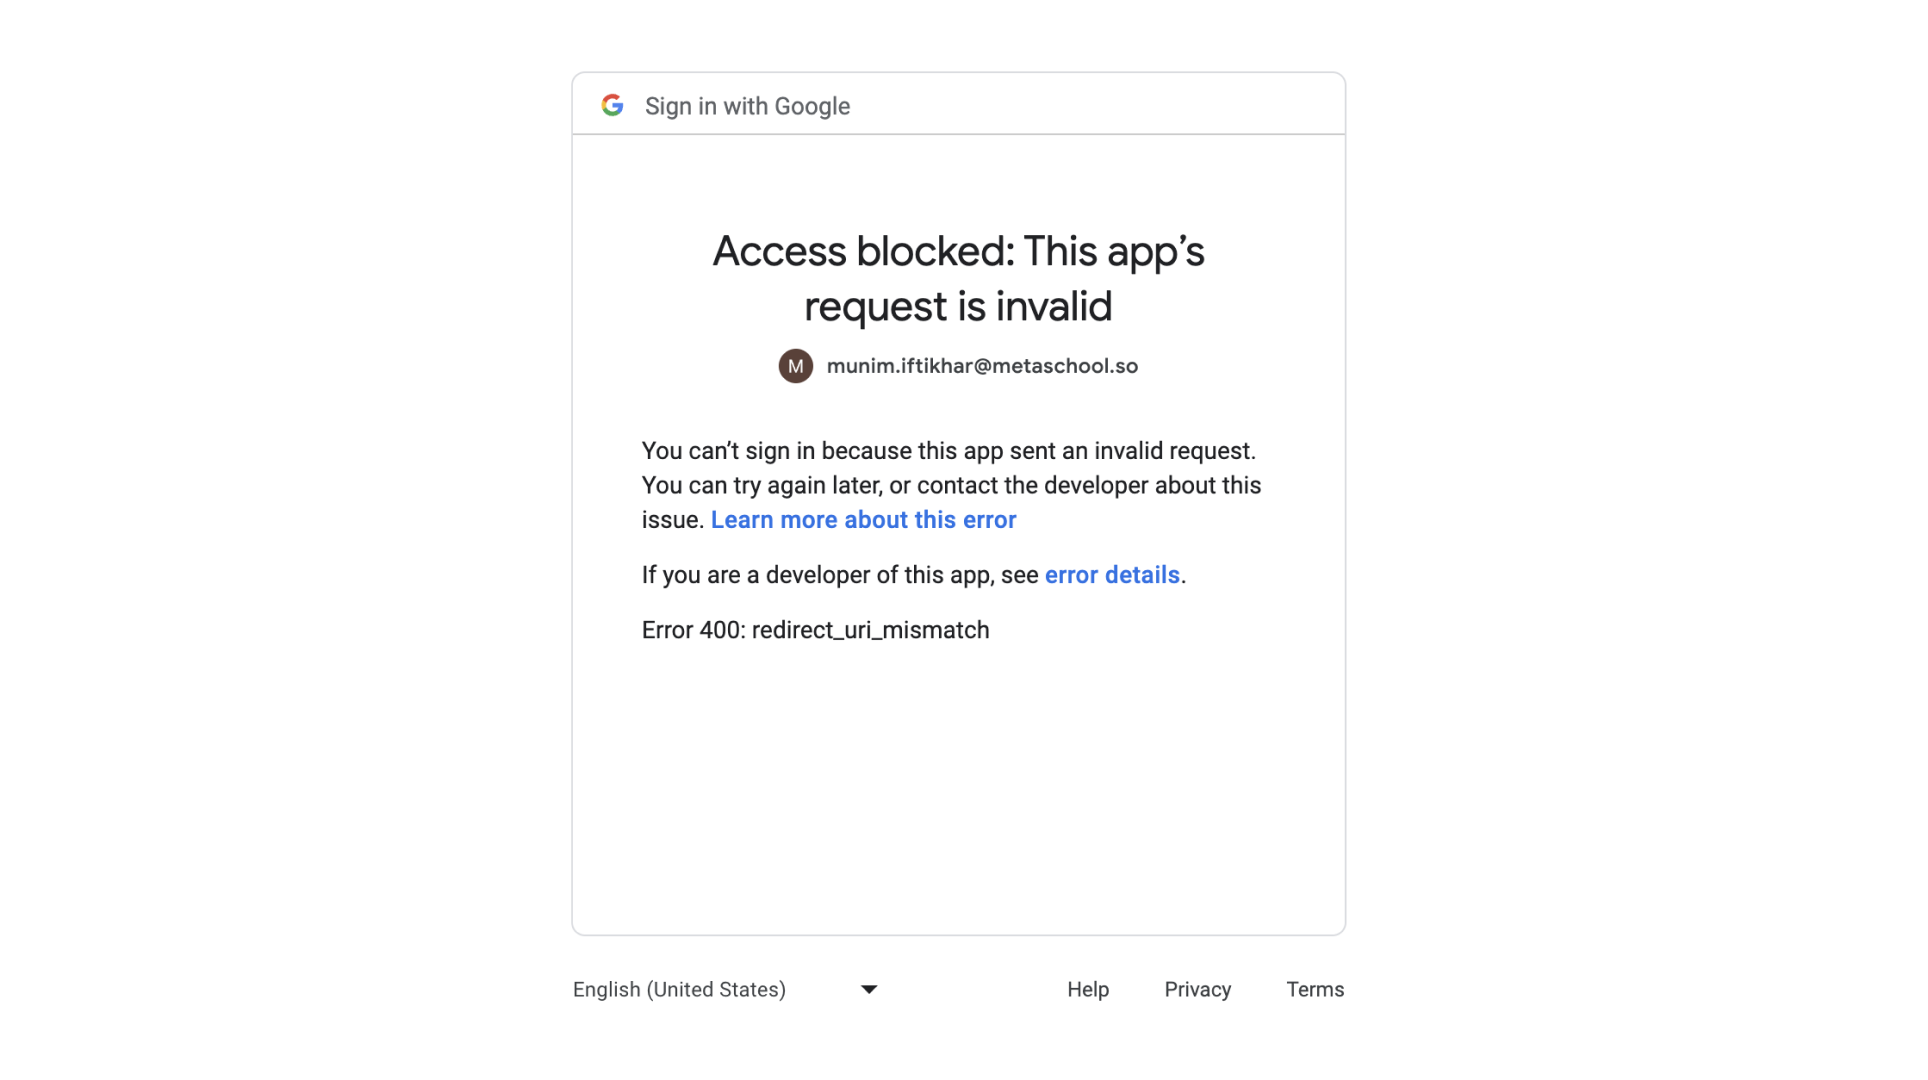 Sign in with Google
Access blocked: This app’s
request is invalid
M munim.iftikhar@metaschool.so
You can’t sign in because this app sent an invalid request.
You can try again later, or contact the developer about this
issue. Learn more about this error
If you are a developer of this app, see error details.
Error 400: redirect_uri_mismatch
English (United States) Help Privacy Terms